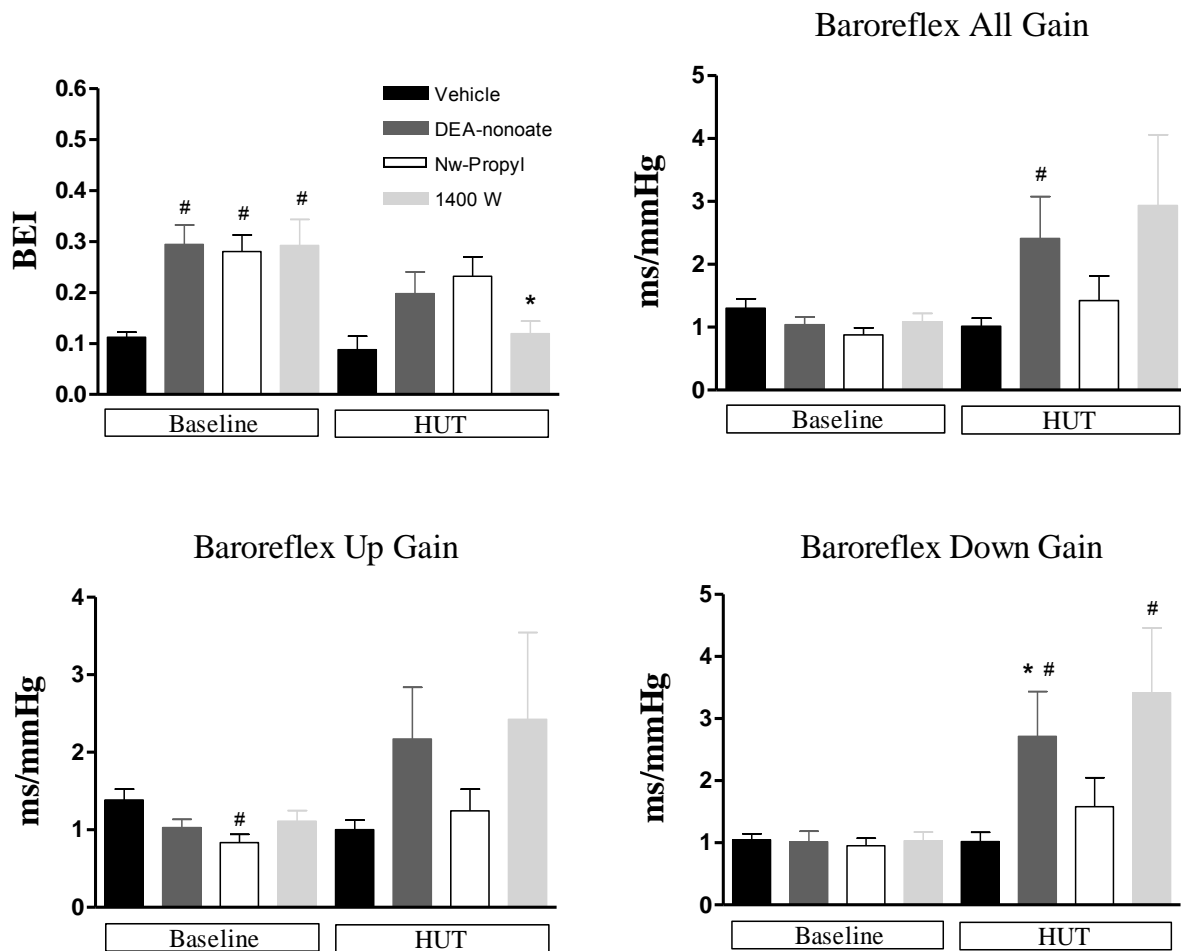 BEI
0.6
0.5
0.4
0.3
0.2
0.1
0.0
Vehicle
DEA-nonoate
Nw-Propyl
1400 W
# # #
*
Baseline HUT
Baroreflex All Gain
ms/mmHg
5
4
3
2
1
0
#
Baseline HUT
Baroreflex Up Gain
ms/mmHg
4
3
2
1
0
#
Baseline HUT
Baroreflex Down Gain
ms/mmHg
5
4
3
2
1
0
* #
#
Baseline HUT